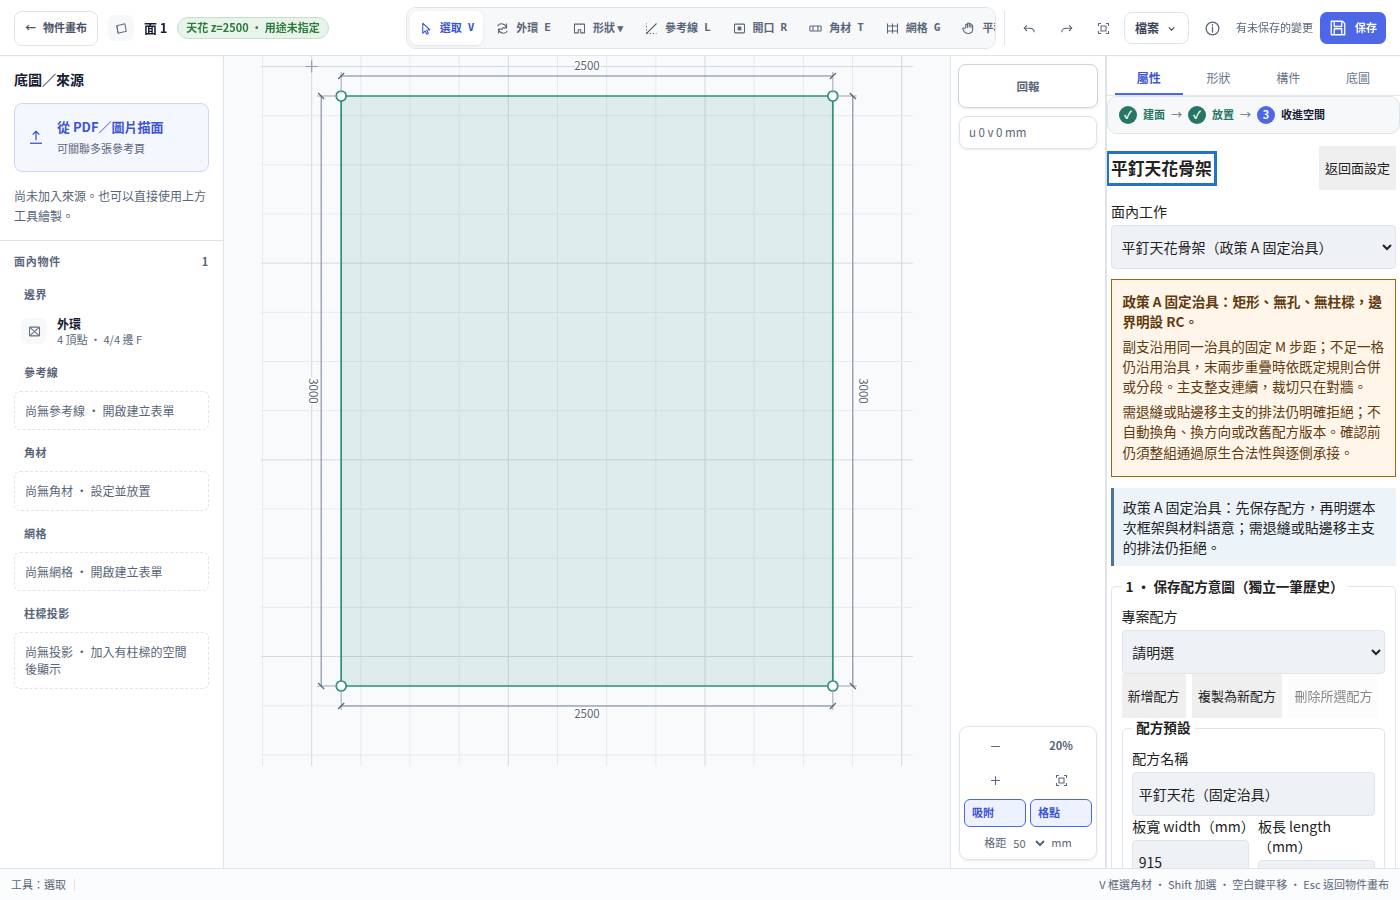 ← 物件畫布
面 1
天花 z=2500 · 用途未指定
選取 V
外環 E
形狀▾
參考線 L
開口 R
角材 T
網格 G
檔案
有未保存的變更
保存
底圖／來源
從 PDF／圖片描面
可關聯多張參考頁
尚未加入來源。也可以直接使用上方
工具繪製。
面內物件 1
邊界
外環
4 頂點 · 4/4 邊 F
參考線
尚無參考線 · 開啟建立表單
角材
尚無角材 · 設定並放置
網格
尚無網格 · 開啟建立表單
柱樑投影
尚無投影 · 加入有柱樑的空間
後顯示
2500
3000
3000
2500
回報
u 0 v 0 mm
20%
吸附
格點
格距 50 mm
屬性
形狀
構件
底圖
✓ 建面 → ✓ 放置 → 3 收進空間
平釘天花骨架
返回面設定
面內工作
平釘天花骨架（政策 A 固定治具）
政策 A 固定治具：矩形、無孔、無柱樑，邊
界明設 RC。
副支沿用同一治具的固定 M 步距；不足一格
仍沿用治具，末兩步重疊時依既定規則合併
或分段。主支整支連續，裁切只在對牆。
需退縫或貼邊移主支的排法仍明確拒絕；不
自動換角、換方向或改舊配方版本。確認前
仍須整組通過原生合法性與逐側承接。
政策 A 固定治具：先保存配方，再明選本
次框架與材料語意；需退縫或貼邊移主支
的排法仍拒絕。
1 · 保存配方意圖（獨立一筆歷史）
專案配方
請明選
新增配方
複製為新配方
刪除所選配方
配方預設
配方名稱
平釘天花（固定治具）
板寬 width（mm）
板長 length
（mm）
915
工具：選取
V 框選角材 · Shift 加選 · 空白鍵平移 · Esc 返回物件畫布